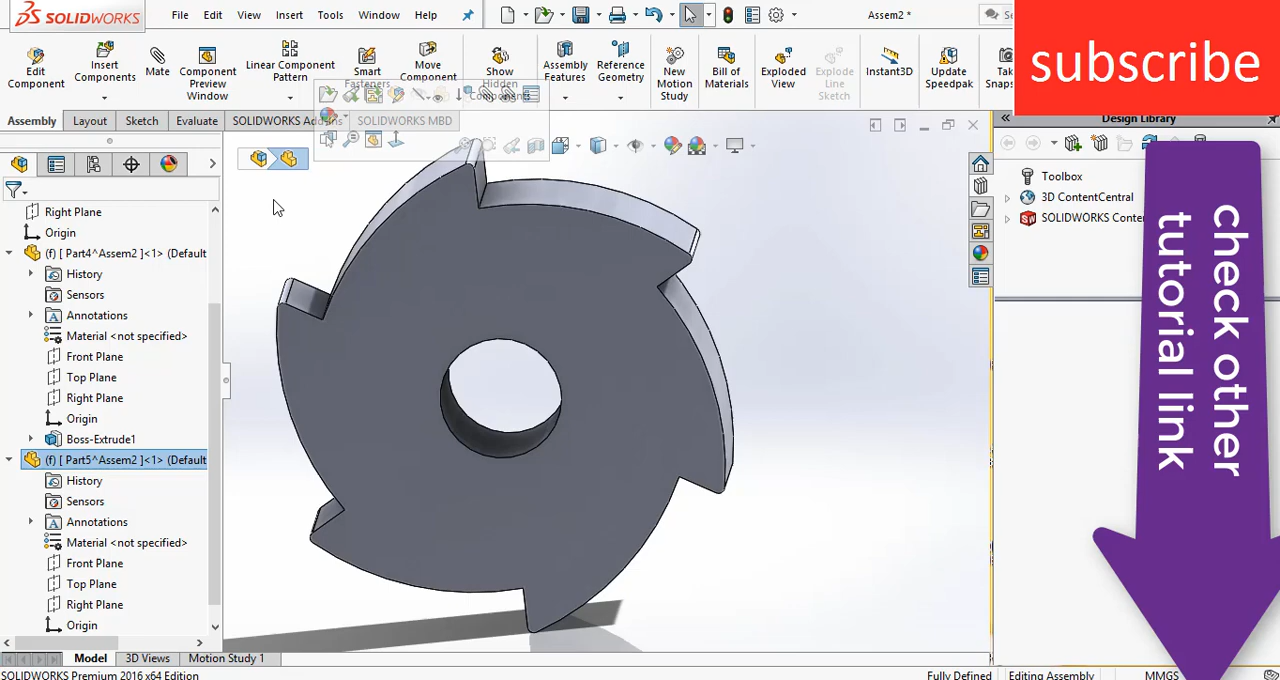 SOLIDWORKS
File Edit View Insert Tools Window Help
Assem2 *
Edit Component
Insert Components
Mate
Component Preview Window
Linear Component Pattern
Smart Fasteners
Move Component
Show Hidden Components
Assembly Features
Reference Geometry
New Motion Study
Bill of Materials
Exploded View
Explode Line Sketch
Instant3D
Update Speedpak
subscribe
Assembly Layout Sketch Evaluate SOLIDWORKS Add-Ins SOLIDWORKS MBD
Design Library
Toolbox
3D ContentCentral
SOLIDWORKS Conter
check other
tutorial link
Right Plane
Origin
(f) [ Part4^Assem2 ]<1> (Default
History
Sensors
Annotations
Material <not specified>
Front Plane
Top Plane
Right Plane
Origin
Boss-Extrude1
(f) [ Part5^Assem2 ]<1> (Default
History
Sensors
Annotations
Material <not specified>
Front Plane
Top Plane
Right Plane
Origin
Model 3D Views Motion Study 1
SOLIDWORKS Premium 2016 x64 Edition
Fully Defined Editing Assembly MMGS